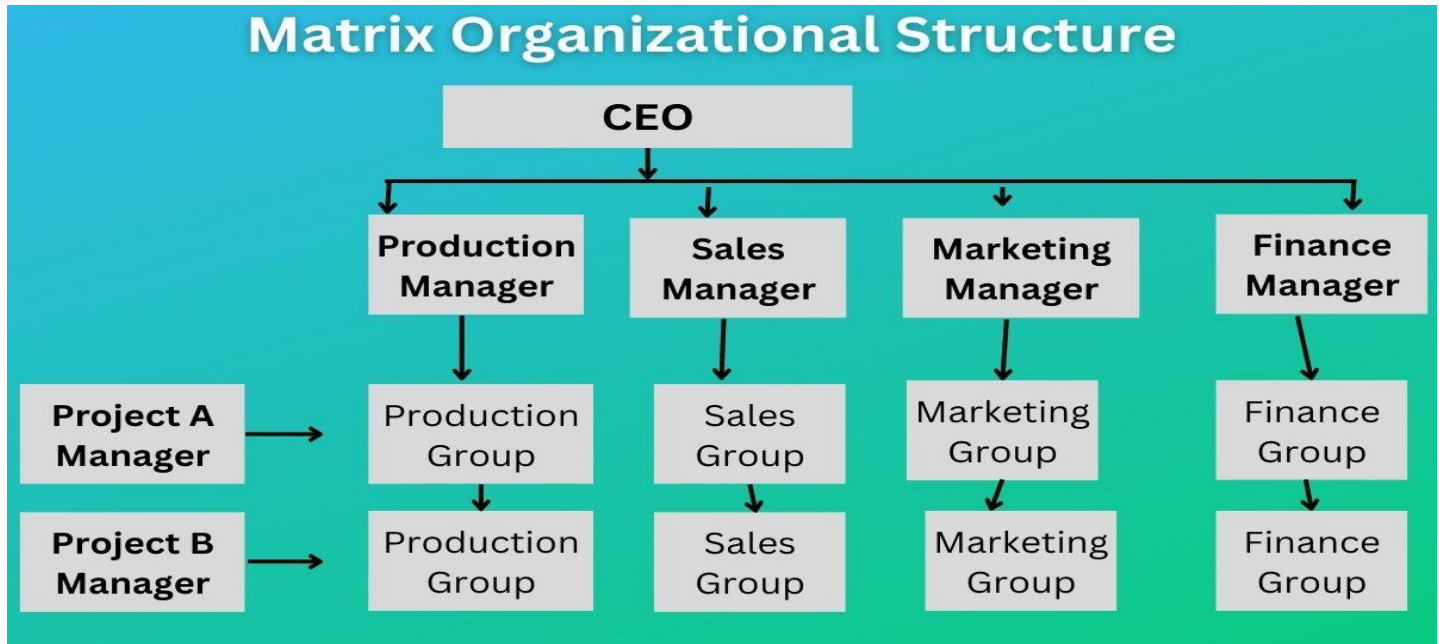 Matrix Organizational Structure
CEO
Production
Manager
Sales
Manager
Marketing
Manager
Finance
Manager
Project A
Manager
Production
Group
Sales
Group
Marketing
Group
Finance
Group
Project B
Manager
Production
Group
Sales
Group
Marketing
Group
Finance
Group